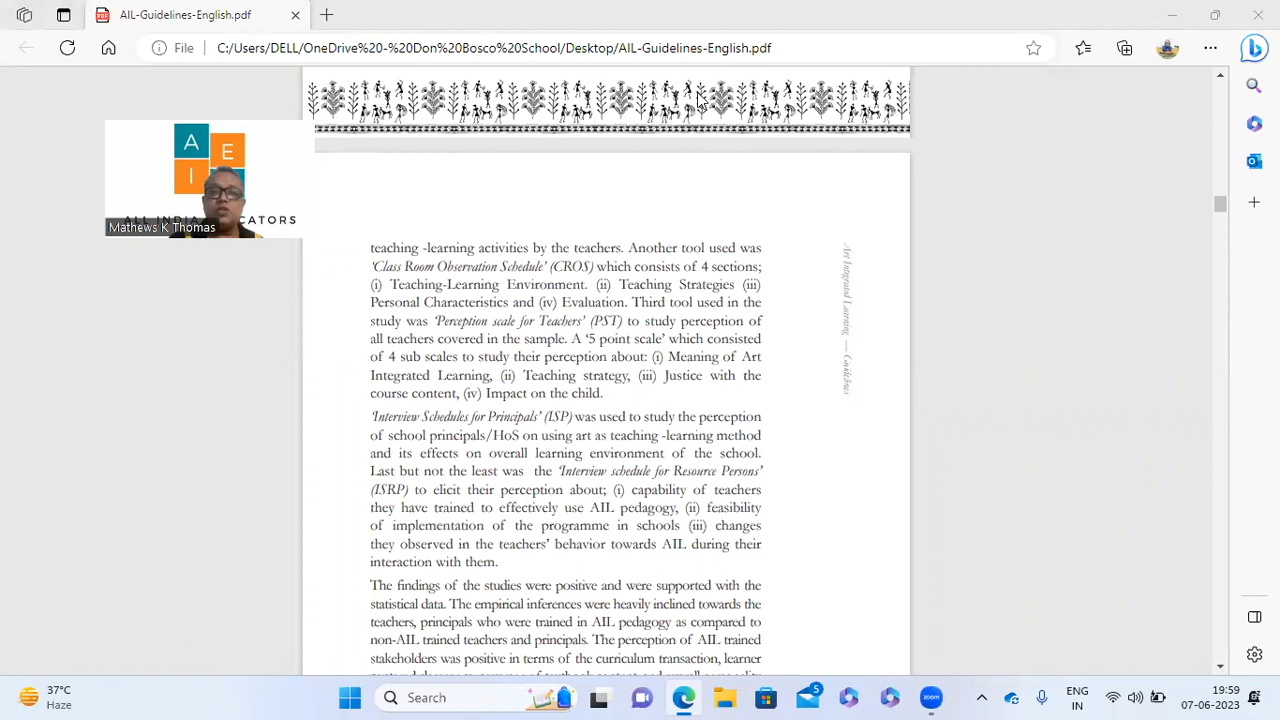 AIL-Guidelines-English.pdf
File
C:/Users/DELL/OneDrive%20-%20Don%20Bosco%20School/Desktop/AIL-Guidelines-English.pdf
A
E
I
ALL INDIA
CATORS
Mathews K Thomas
teaching -learning activities by the teachers. Another tool used was
'Class Room Observation Schedule' (CROS) which consists of 4 sections;
(i) Teaching-Learning Environment. (ii) Teaching Strategies (iii)
Personal Characteristics and (iv) Evaluation. Third tool used in the
study was 'Perception scale for Teachers' (PST) to study perception of
all teachers covered in the sample. A '5 point scale' which consisted
of 4 sub scales to study their perception about: (i) Meaning of Art
Integrated Learning, (ii) Teaching strategy, (iii) Justice with the
course content, (iv) Impact on the child.
'Interview Schedules for Principals' (ISP) was used to study the perception
of school principals/HoS on using art as teaching -learning method
and its effects on overall learning environment of the school.
Last but not the least was the 'Interview schedule for Resource Persons'
(ISRP) to elicit their perception about; (i) capability of teachers
they have trained to effectively use AIL pedagogy, (ii) feasibility
of implementation of the programme in schools (iii) changes
they observed in the teachers' behavior towards AIL during their
interaction with them.
The findings of the studies were positive and were supported with the
statistical data. The empirical inferences were heavily inclined towards the
teachers, principals who were trained in AIL pedagogy as compared to
non-AIL trained teachers and principals. The perception of AIL trained
stakeholders was positive in terms of the curriculum transaction, learner
Art Integrated Learning — Guidelines
37°C
Haze
Search
5
zoom
ENG
IN
19:59
07-06-2023